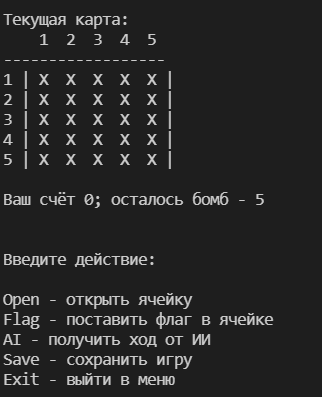 Текущая карта:
1 2 3 4 5
------------------
1 | X X X X X |
2 | X X X X X |
3 | X X X X X |
4 | X X X X X |
5 | X X X X X |
Ваш счёт 0; осталось бомб - 5
Введите действие:
Open - открыть ячейку
Flag - поставить флаг в ячейке
AI - получить ход от ИИ
Save - сохранить игру
Exit - выйти в меню